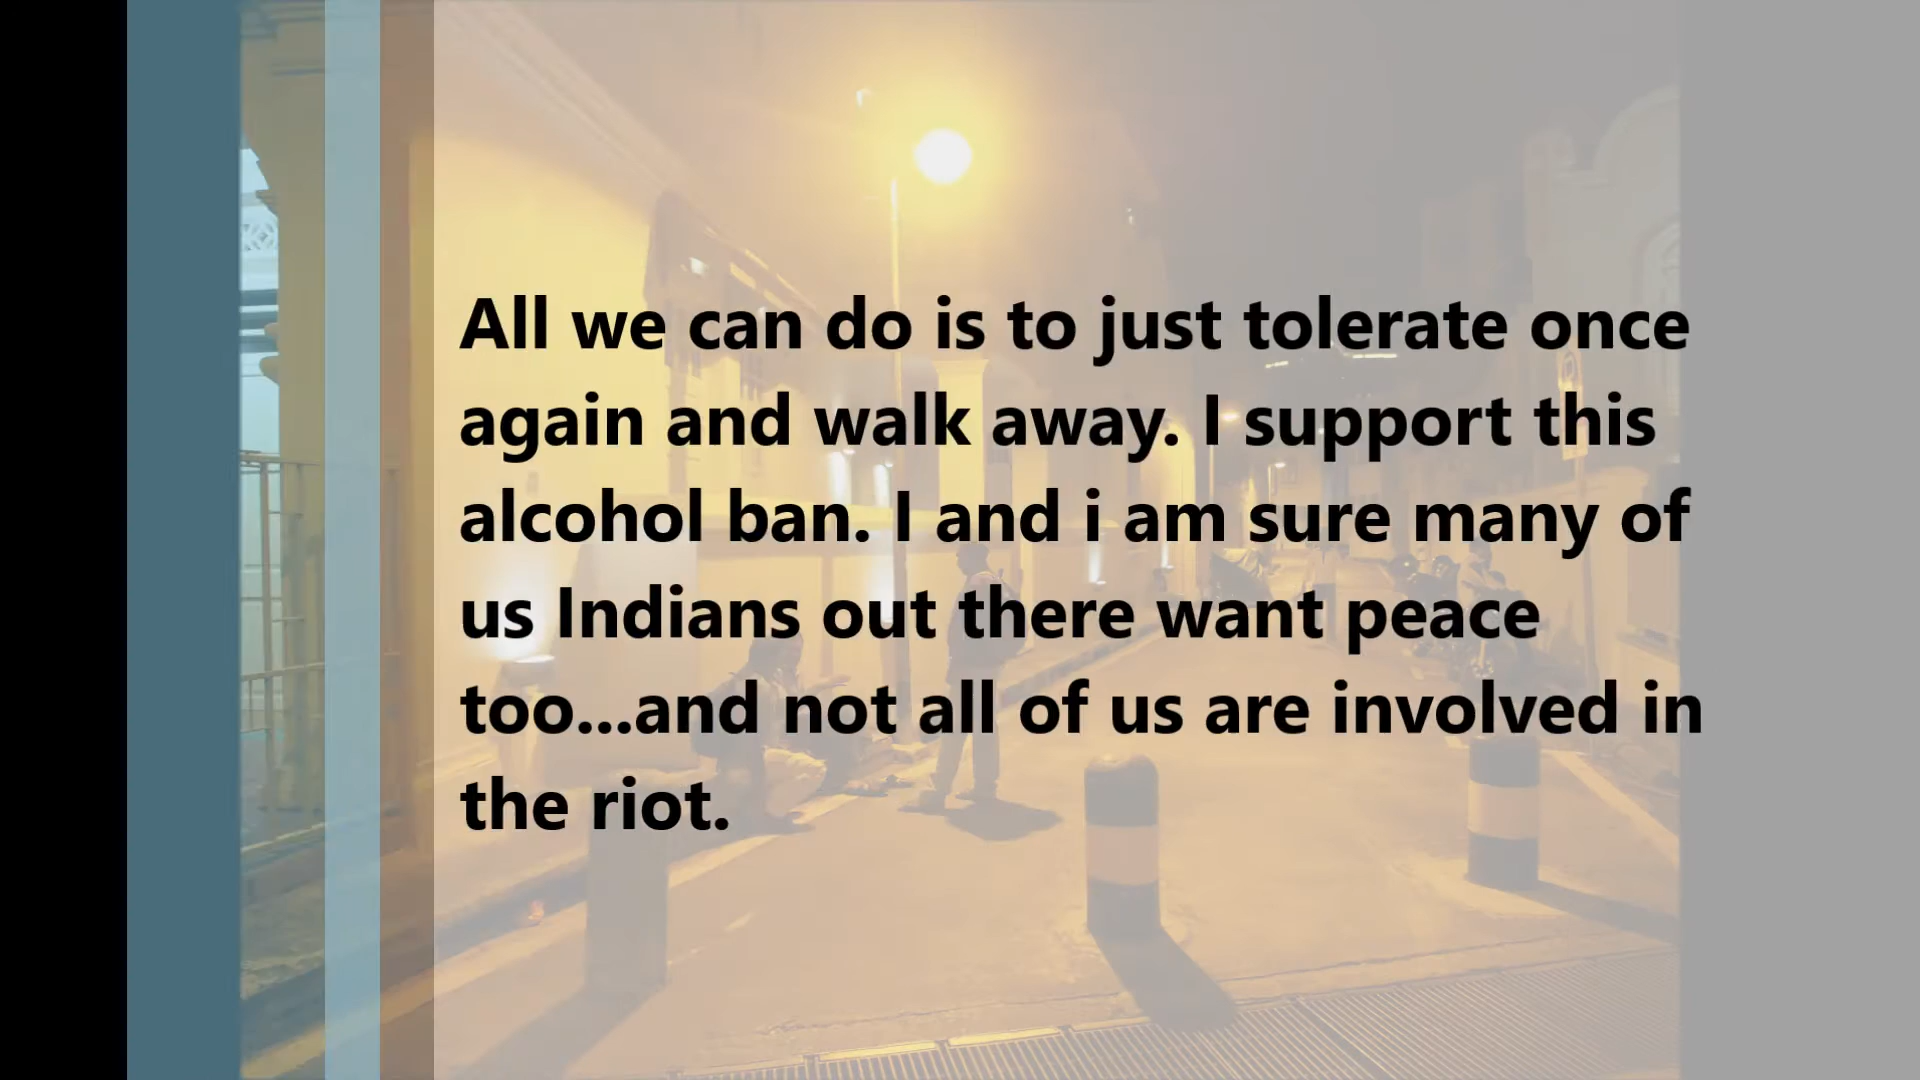 All we can do is to just tolerate once
again and walk away. I support this
alcohol ban. I and i am sure many of
us Indians out there want peace
too...and not all of us are involved in
the riot.